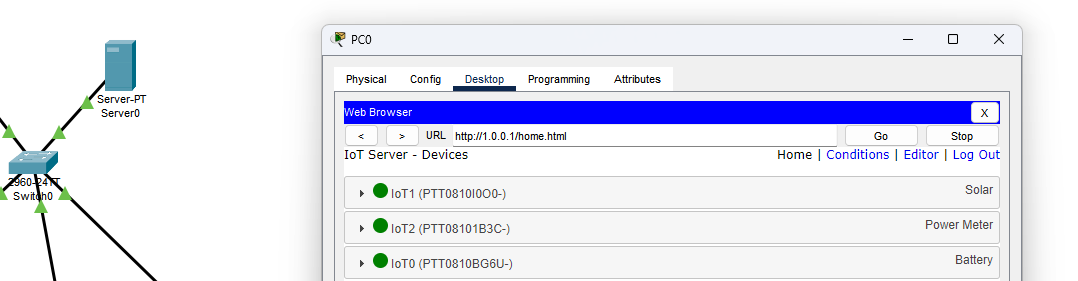 Server-PT
Server0
2960-24TT
Switch0
PC0
Physical Config Desktop Programming Attributes
Web Browser X
< > URL http://1.0.0.1/home.html Go Stop
IoT Server - Devices Home | Conditions | Editor | Log Out
IoT1 (PTT0810I0O0-) Solar
IoT2 (PTT08101B3C-) Power Meter
IoT0 (PTT0810BG6U-) Battery